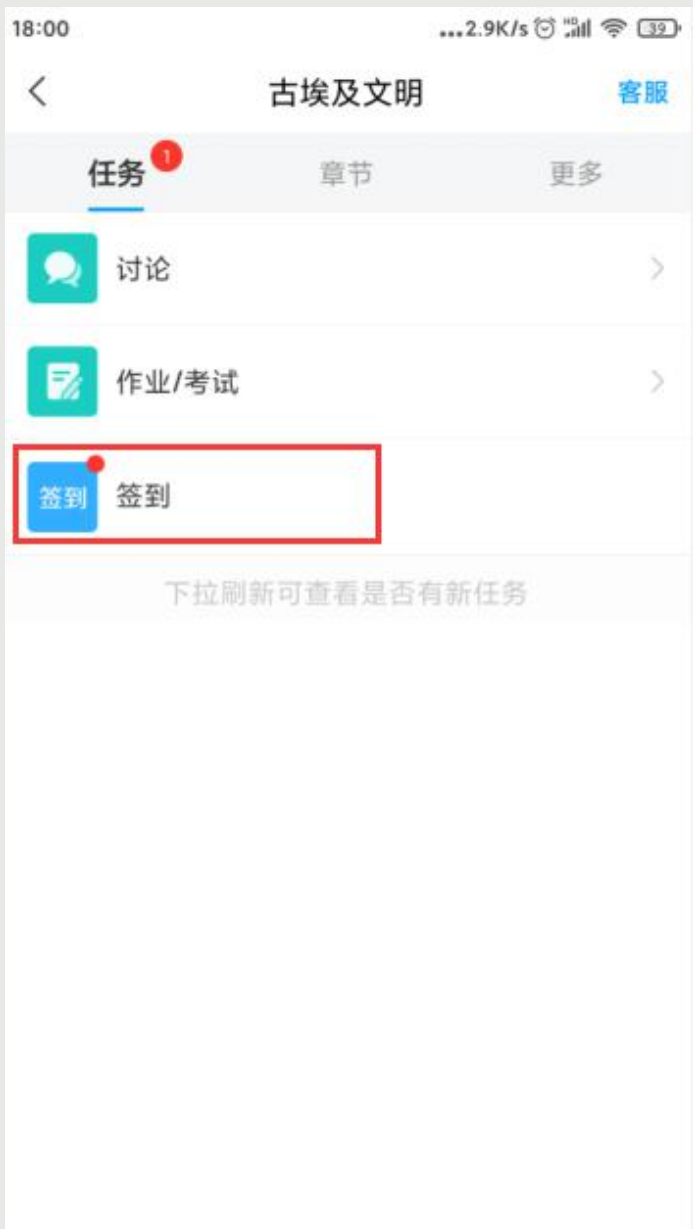 18:00 ...2.9K/s HD 39
古埃及文明 客服
任务 1 章节 更多
讨论
作业/考试
签到 签到
下拉刷新可查看是否有新任务